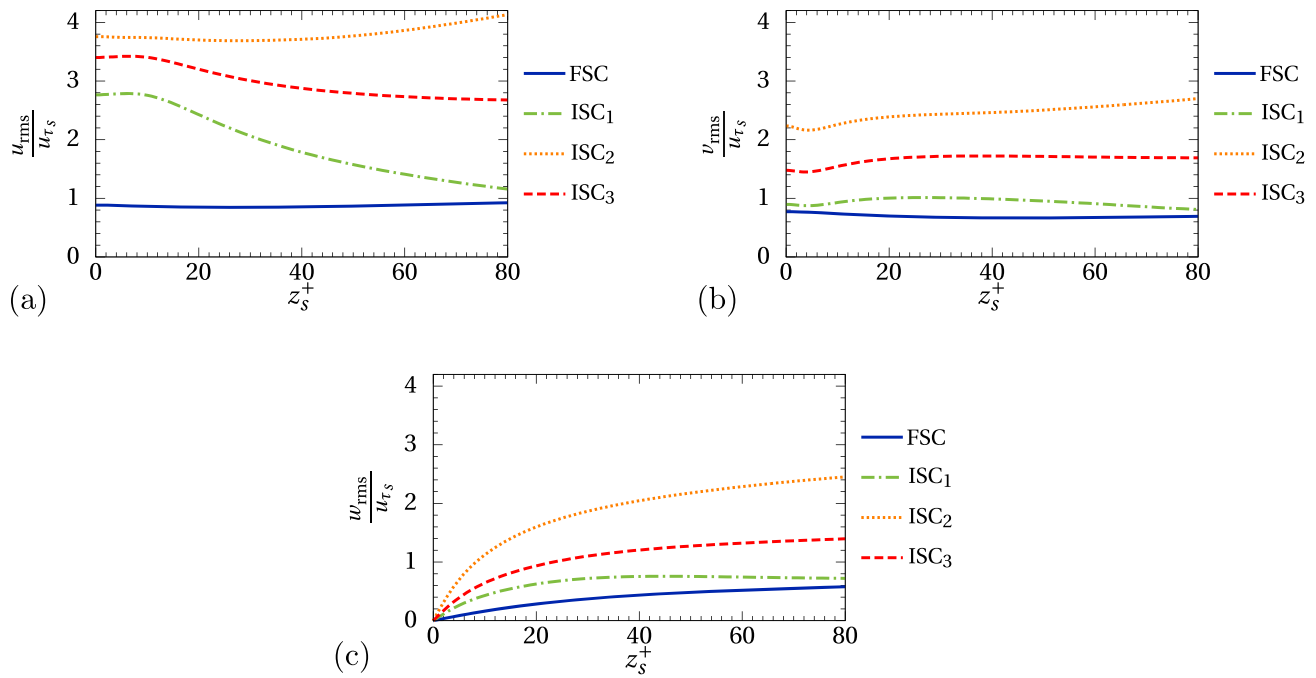 4
3
2
1
0
u_rms
u_τs
0
20
40
60
80
z_s^+
(a)
FSC
ISC₁
ISC₂
ISC₃
4
3
2
1
0
v_rms
u_τs
0
20
40
60
80
z_s^+
(b)
FSC
ISC₁
ISC₂
ISC₃
4
3
2
1
0
w_rms
u_τs
0
20
40
60
80
z_s^+
(c)
FSC
ISC₁
ISC₂
ISC₃